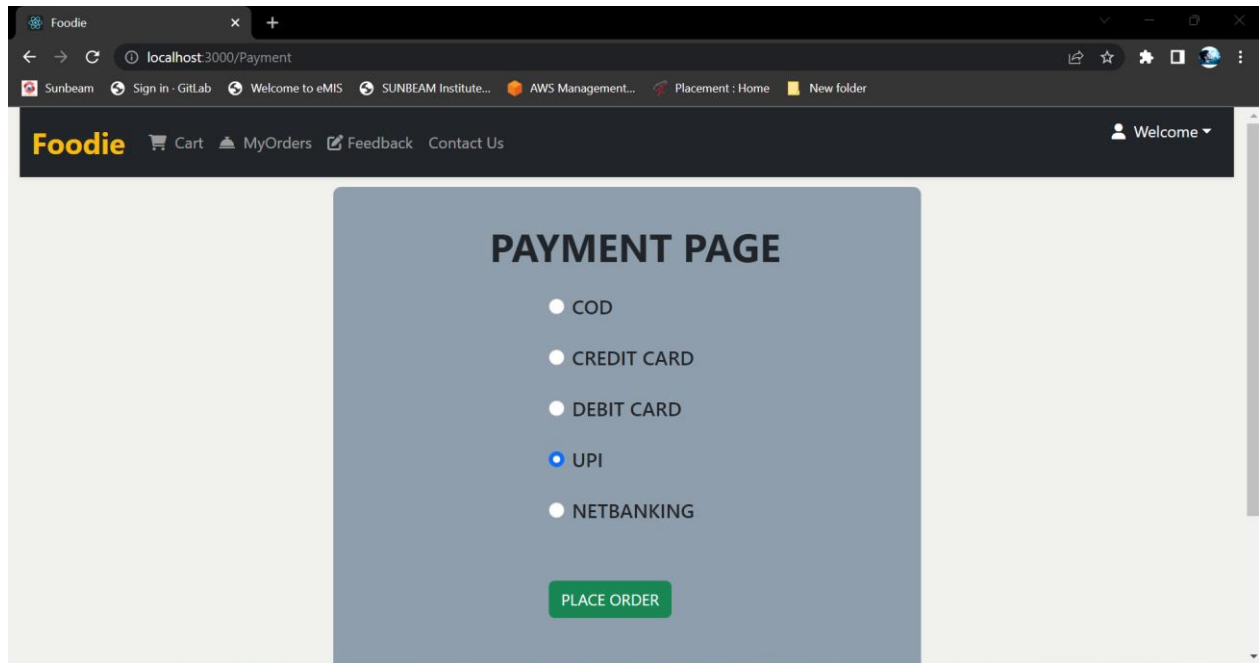 Foodie
localhost:3000/Payment
Sunbeam Sign in · GitLab Welcome to eMIS SUNBEAM Institute... AWS Management... Placement : Home New folder
Foodie Cart MyOrders Feedback Contact Us Welcome
PAYMENT PAGE
COD
CREDIT CARD
DEBIT CARD
UPI
NETBANKING
PLACE ORDER